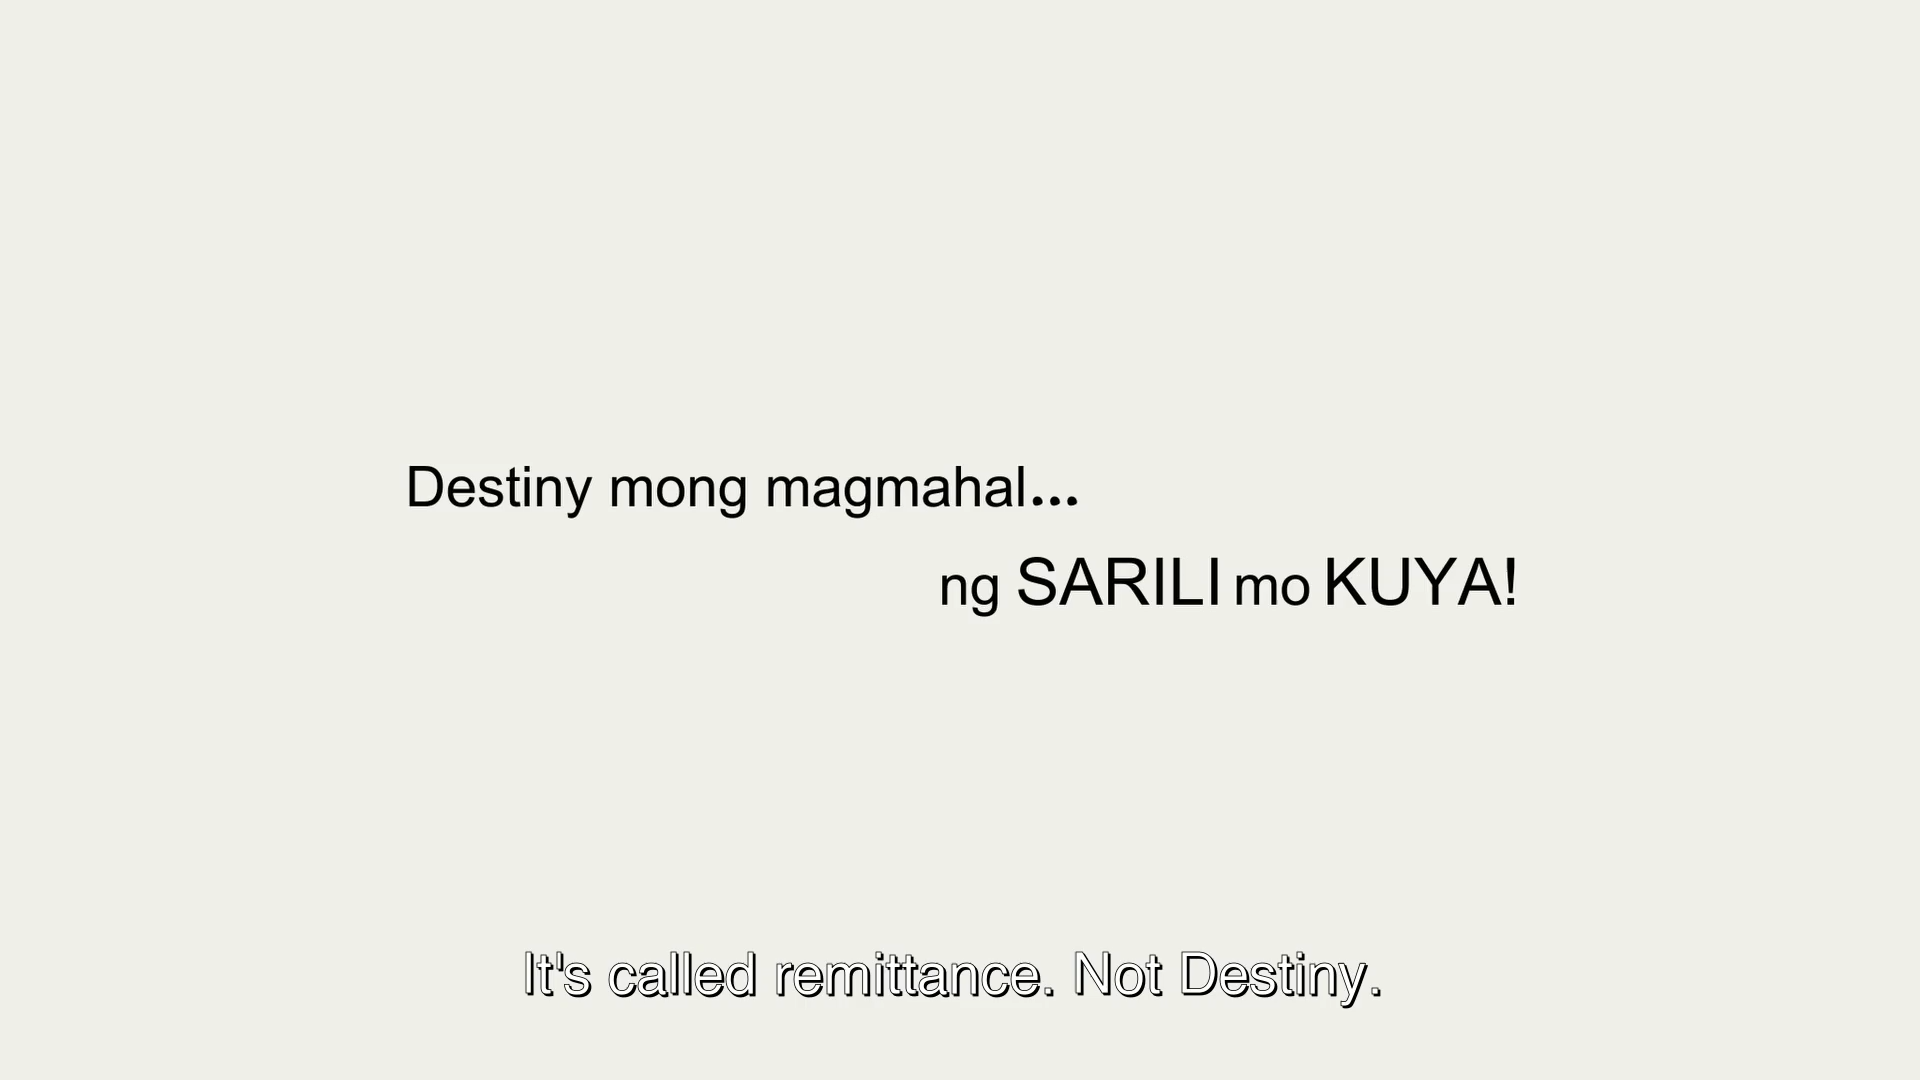 Destiny mong magmahal...
ng SARILI mo KUYA!
It's called remittance. Not Destiny.